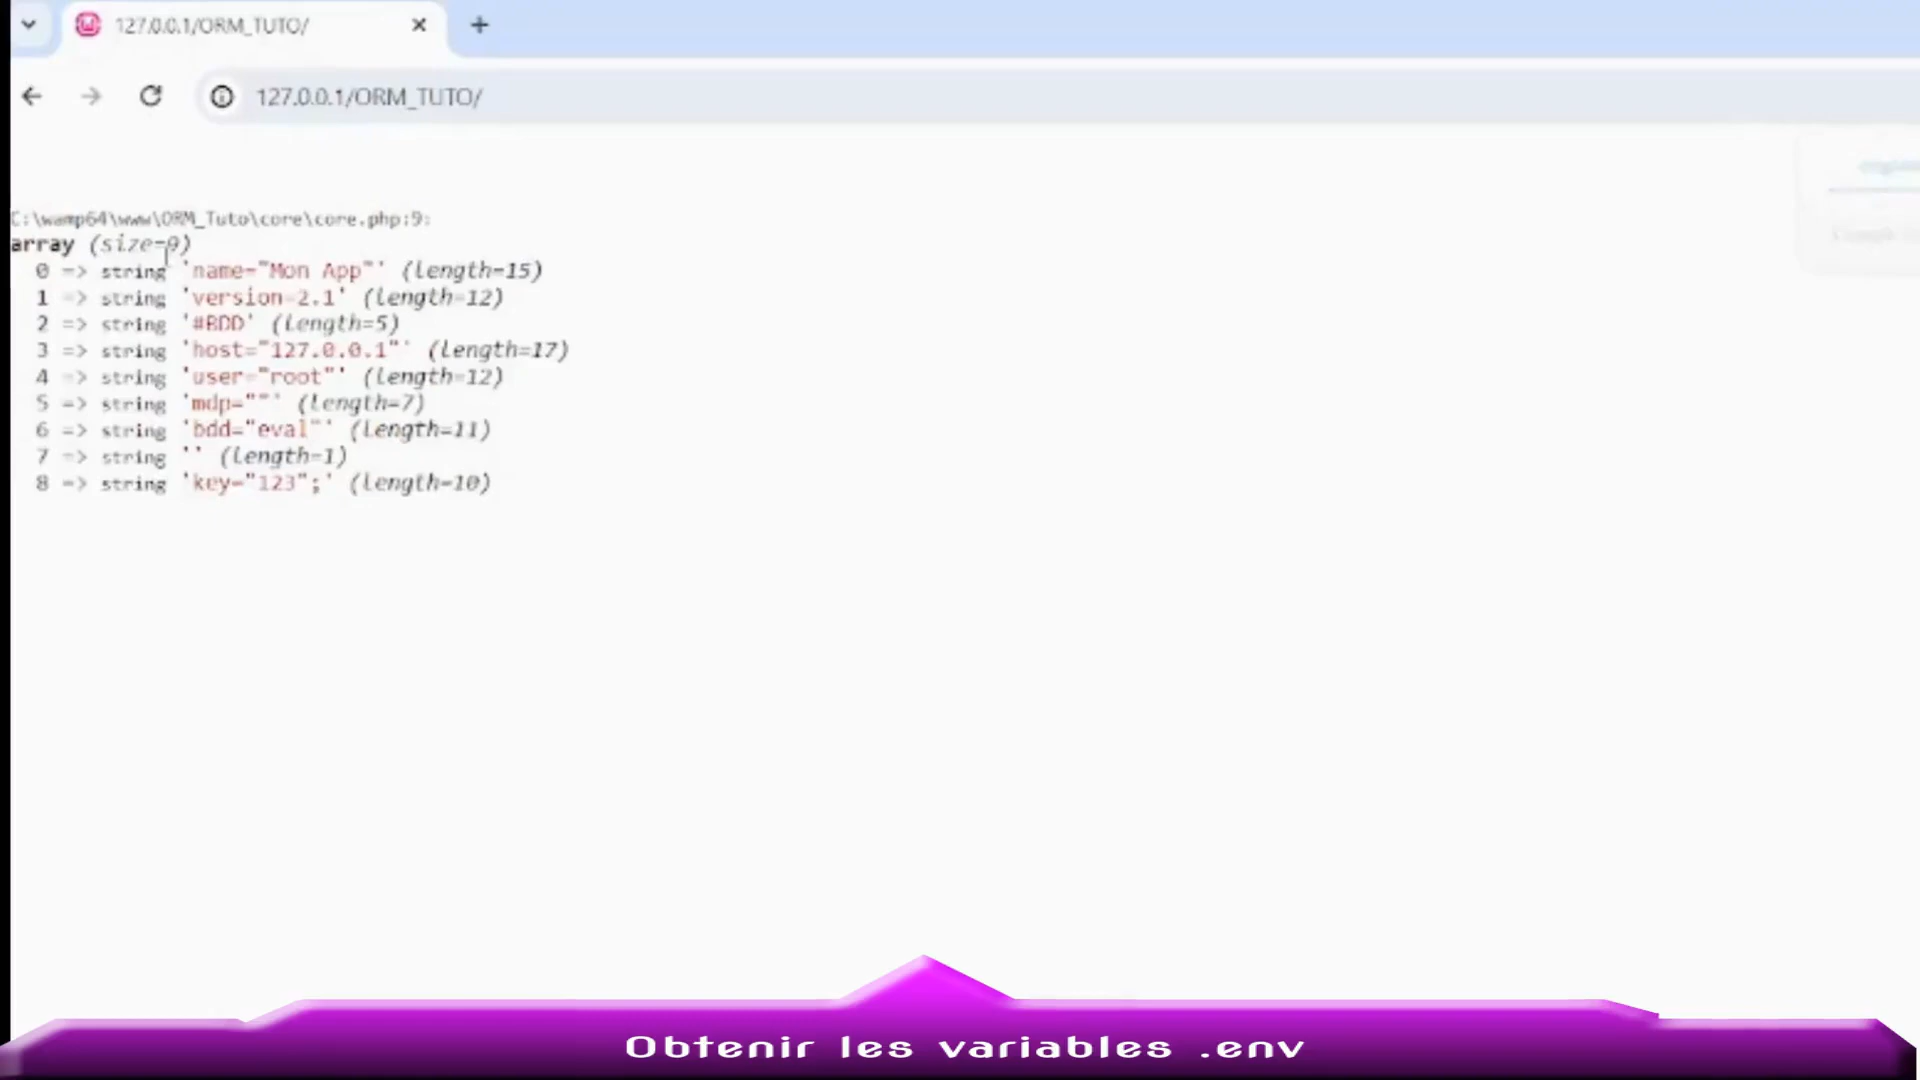 127.0.0.1/ORM_TUTO/
127.0.0.1/ORM_TUTO/
C:\wamp64\www\ORM_Tuto\core\core.php:9:
array (size=9)
0 => string 'name="Mon App"' (length=15)
1 => string 'version=2.1' (length=12)
2 => string '#BDD' (length=5)
3 => string 'host="127.0.0.1"' (length=17)
4 => string 'user="root"' (length=12)
5 => string 'mdp=""' (length=7)
6 => string 'bdd="eval"' (length=11)
7 => string '' (length=1)
8 => string 'key="123";' (length=10)
Obtenir les variables .env